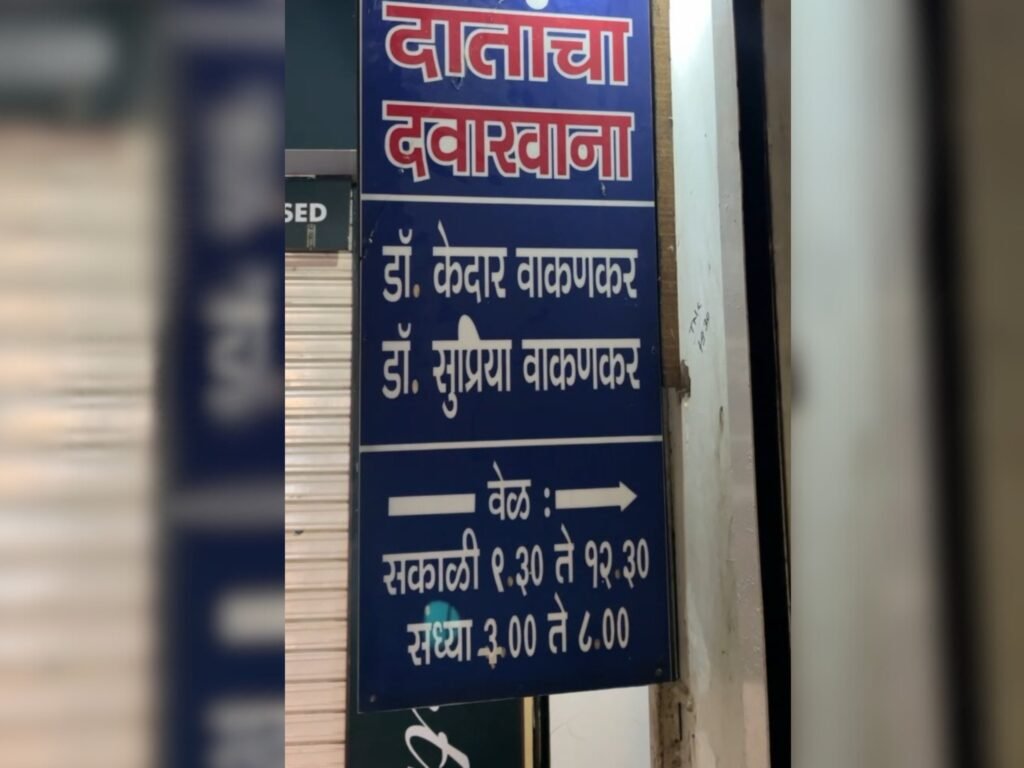 दातांचा
दवाखाना
SED
डॉ. केदार वाकणकर
डॉ. सुप्रिया वाकणकर
वेळ :
सकाळी ९.३० ते १२.३०
सध्या ३.०० ते ८.००